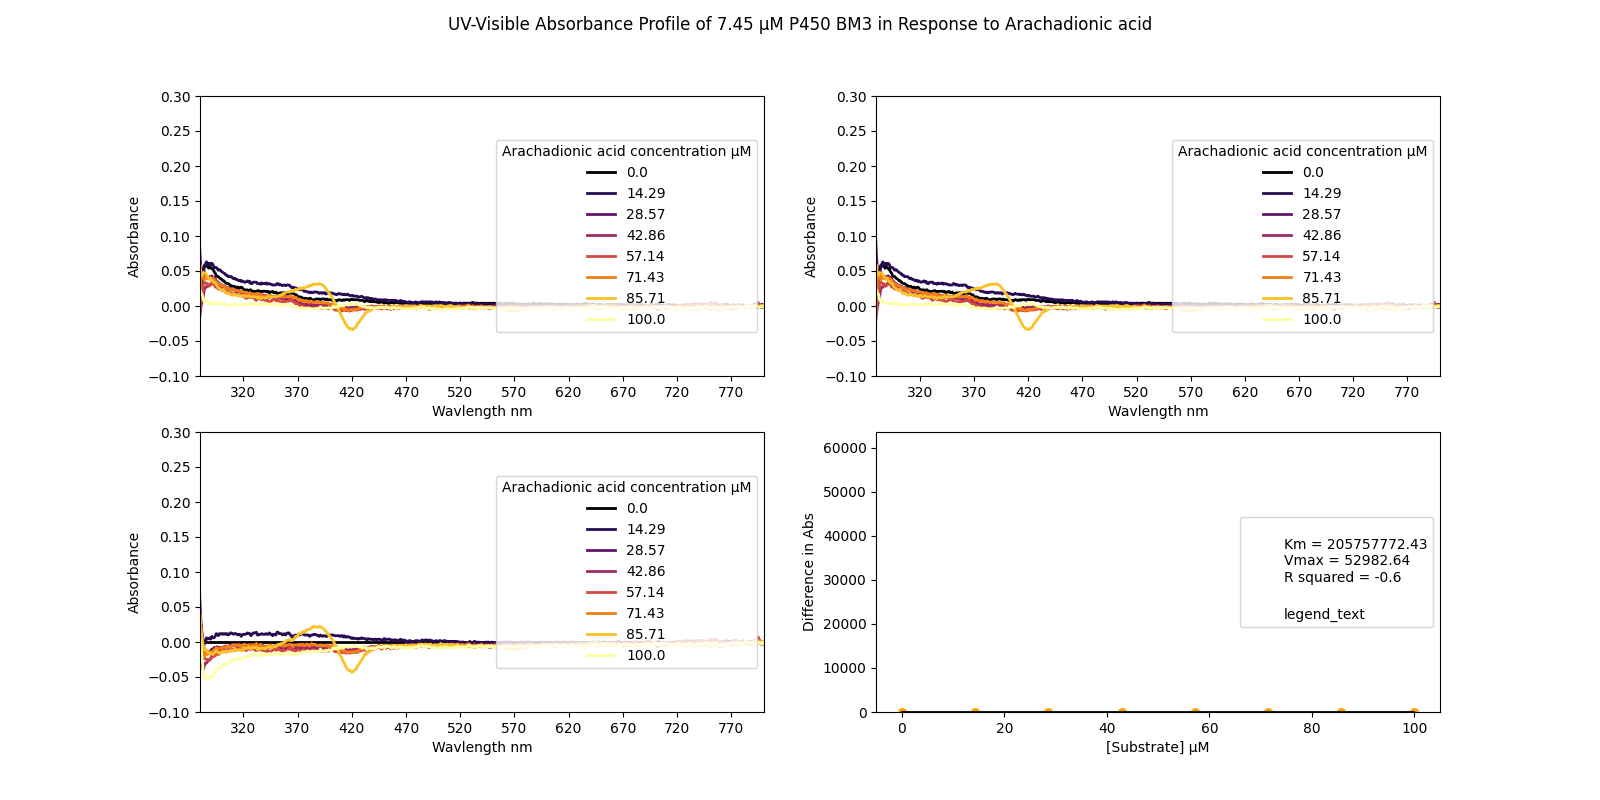 UV-Visible Absorbance Profile of 7.45 µM P450 BM3 in Response to Arachadionic acid
0.30
0.25
0.20
0.15
0.10
0.05
0.00
−0.05
−0.10
Absorbance
320 370 420 470 520 570 620 670 720 770
Wavlength nm
Arachadionic acid concentration µM
0.0
14.29
28.57
42.86
57.14
71.43
85.71
100.0
0.30
0.25
0.20
0.15
0.10
0.05
0.00
−0.05
−0.10
Absorbance
320 370 420 470 520 570 620 670 720 770
Wavlength nm
Arachadionic acid concentration µM
0.0
14.29
28.57
42.86
57.14
71.43
85.71
100.0
0.30
0.25
0.20
0.15
0.10
0.05
0.00
−0.05
−0.10
Absorbance
320 370 420 470 520 570 620 670 720 770
Wavlength nm
Arachadionic acid concentration µM
0.0
14.29
28.57
42.86
57.14
71.43
85.71
100.0
60000
50000
40000
30000
20000
10000
0
Difference in Abs
0 20 40 60 80 100
[Substrate] µM
Km = 205757772.43
Vmax = 52982.64
R squared = -0.6
legend_text